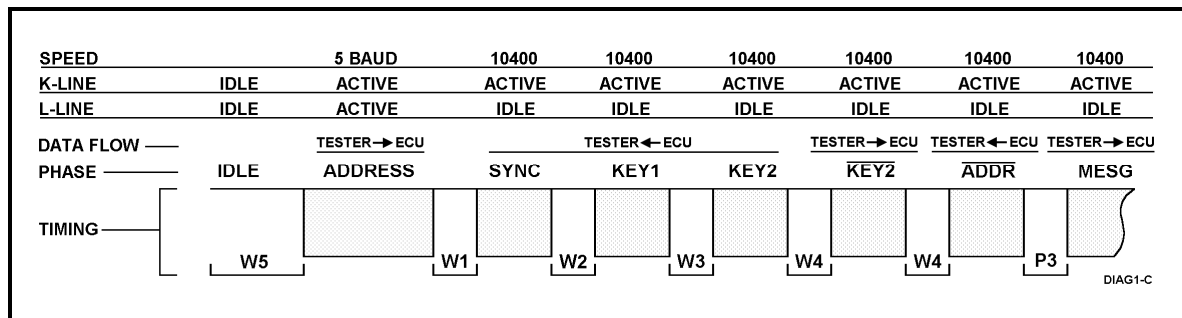 SPEED 5 BAUD 10400 10400 10400 10400 10400 10400
K-LINE IDLE ACTIVE ACTIVE ACTIVE ACTIVE ACTIVE ACTIVE ACTIVE
L-LINE IDLE ACTIVE IDLE IDLE IDLE IDLE IDLE IDLE
DATA FLOW TESTER→ECU TESTER←ECU TESTER→ECU TESTER←ECU TESTER→ECU
PHASE IDLE ADDRESS SYNC KEY1 KEY2 K̅E̅Y̅2̅ A̅D̅D̅R̅ MESG
TIMING
W5 W1 W2 W3 W4 W4 P3
DIAG1-C